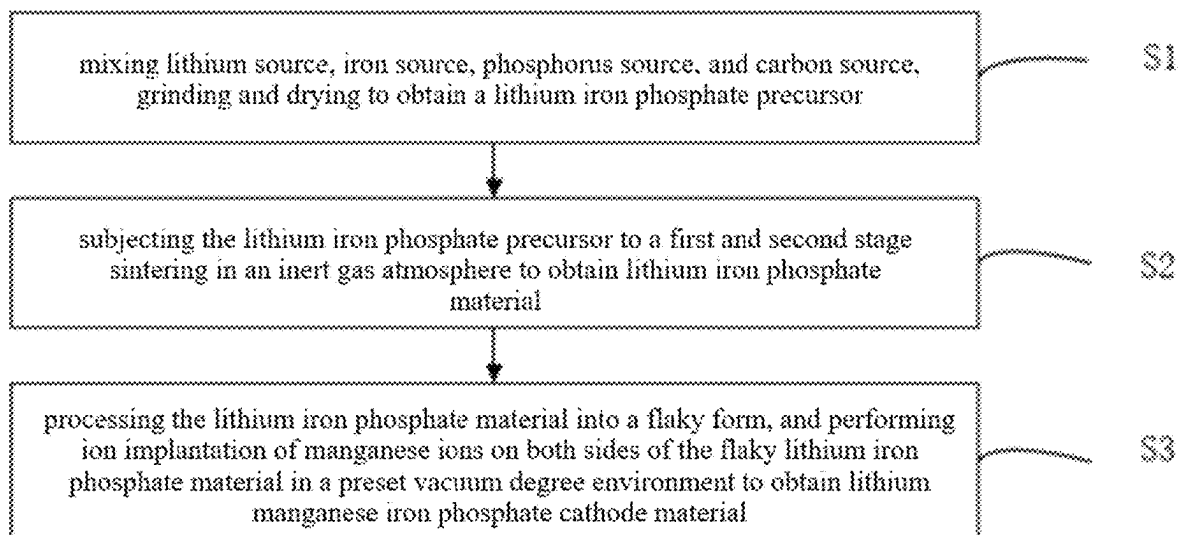 mixing lithium source, iron source, phosphorus source, and carbon source,
grinding and drying to obtain a lithium iron phosphate precursor
S1
subjecting the lithium iron phosphate precursor to a first and second stage
sintering in an inert gas atmosphere to obtain lithium iron phosphate
material
S2
processing the lithium iron phosphate material into a flaky form, and performing
ion implantation of manganese ions on both sides of the flaky lithium iron
phosphate material in a preset vacuum degree environment to obtain lithium
manganese iron phosphate cathode material
S3